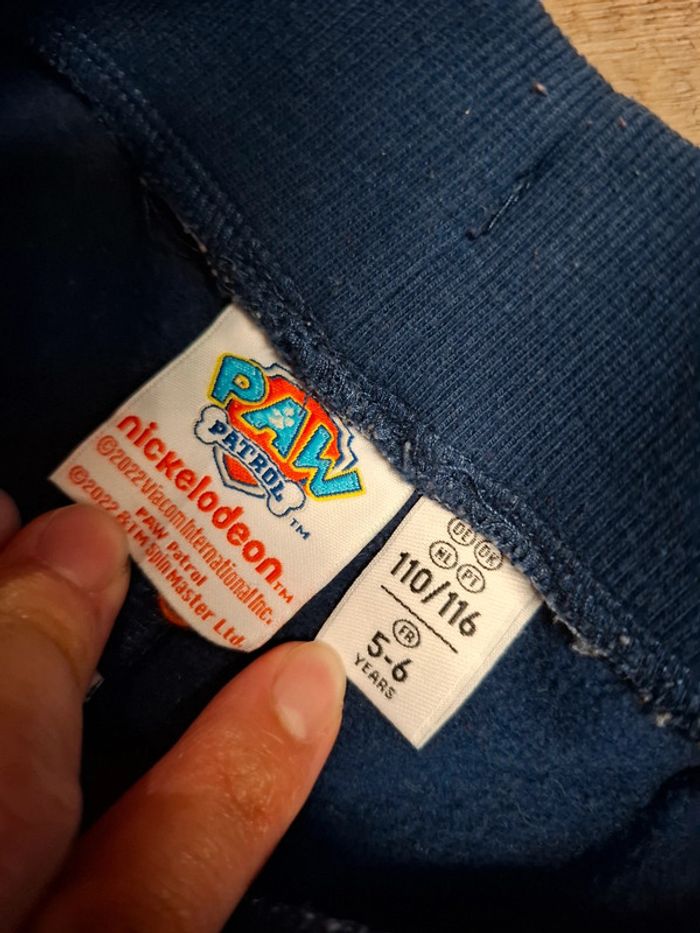 PAW
PATROL
TM
nickelodeon™
©2022 Viacom International Inc.
PAW patrol
©2022 &TM Spin Master Ltd.
DE DK
NL PT
110/116
FR
5-6
YEARS